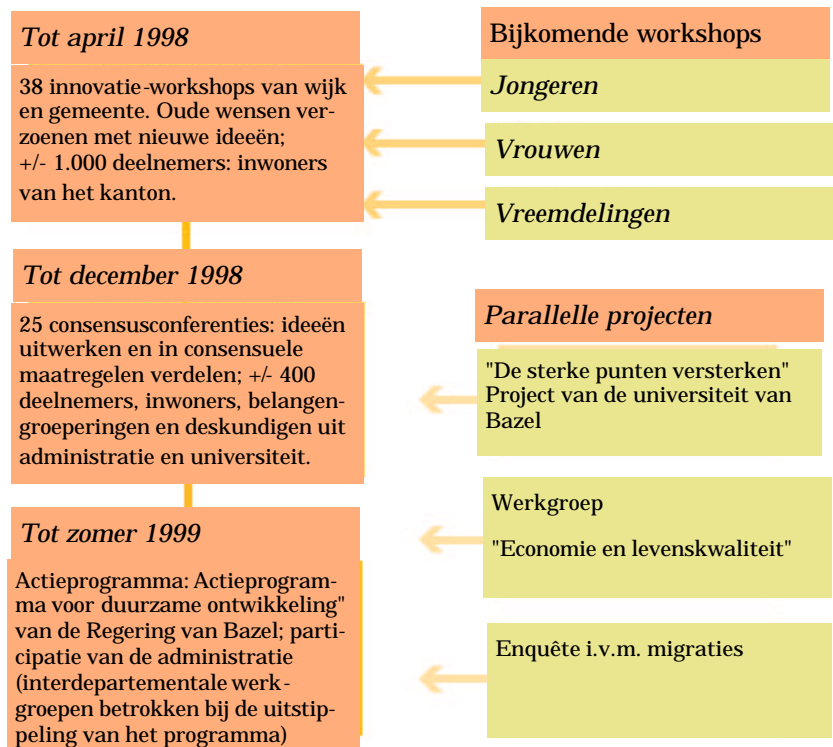 Tot april 1998
38 innovatie-workshops van wijk
en gemeente. Oude wensen ver-
zoenen met nieuwe ideeën;
+/- 1.000 deelnemers: inwoners
van het kanton.
Tot december 1998
25 consensusconferenties: ideeën
uitwerken en in consensuele
maatregelen verdelen; +/- 400
deelnemers, inwoners, belangen-
groeperingen en deskundigen uit
administratie en universiteit.
Tot zomer 1999
Actieprogramma: Actieprogram-
ma voor duurzame ontwikkeling"
van de Regering van Bazel; parti-
cipatie van de administratie
(interdepartementale werk-
groepen betrokken bij de uitstip-
peling van het programma)
Bijkomende workshops
Jongeren
Vrouwen
Vreemdelingen
Parallelle projecten
"De sterke punten versterken"
Project van de universiteit van
Bazel
Werkgroep
"Economie en levenskwaliteit"
Enquête i.v.m. migraties